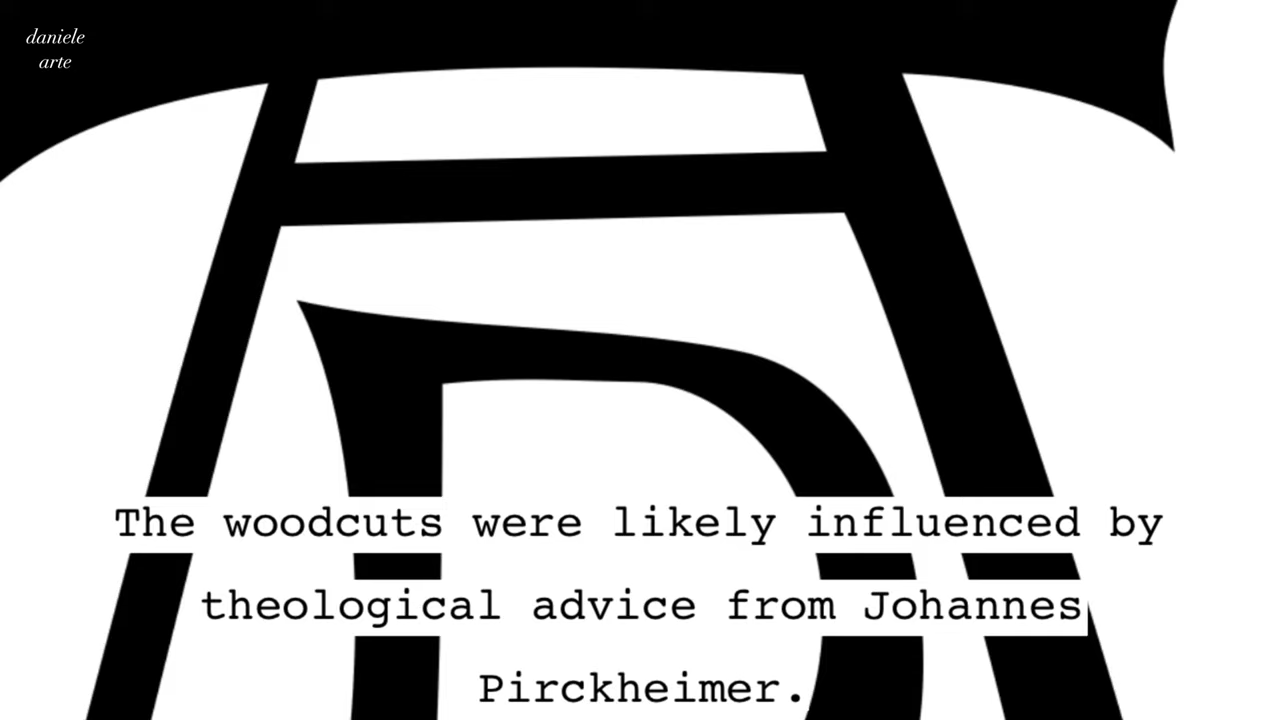 daniele
arte
The woodcuts were likely influenced by
theological advice from Johannes
Pirckheimer.